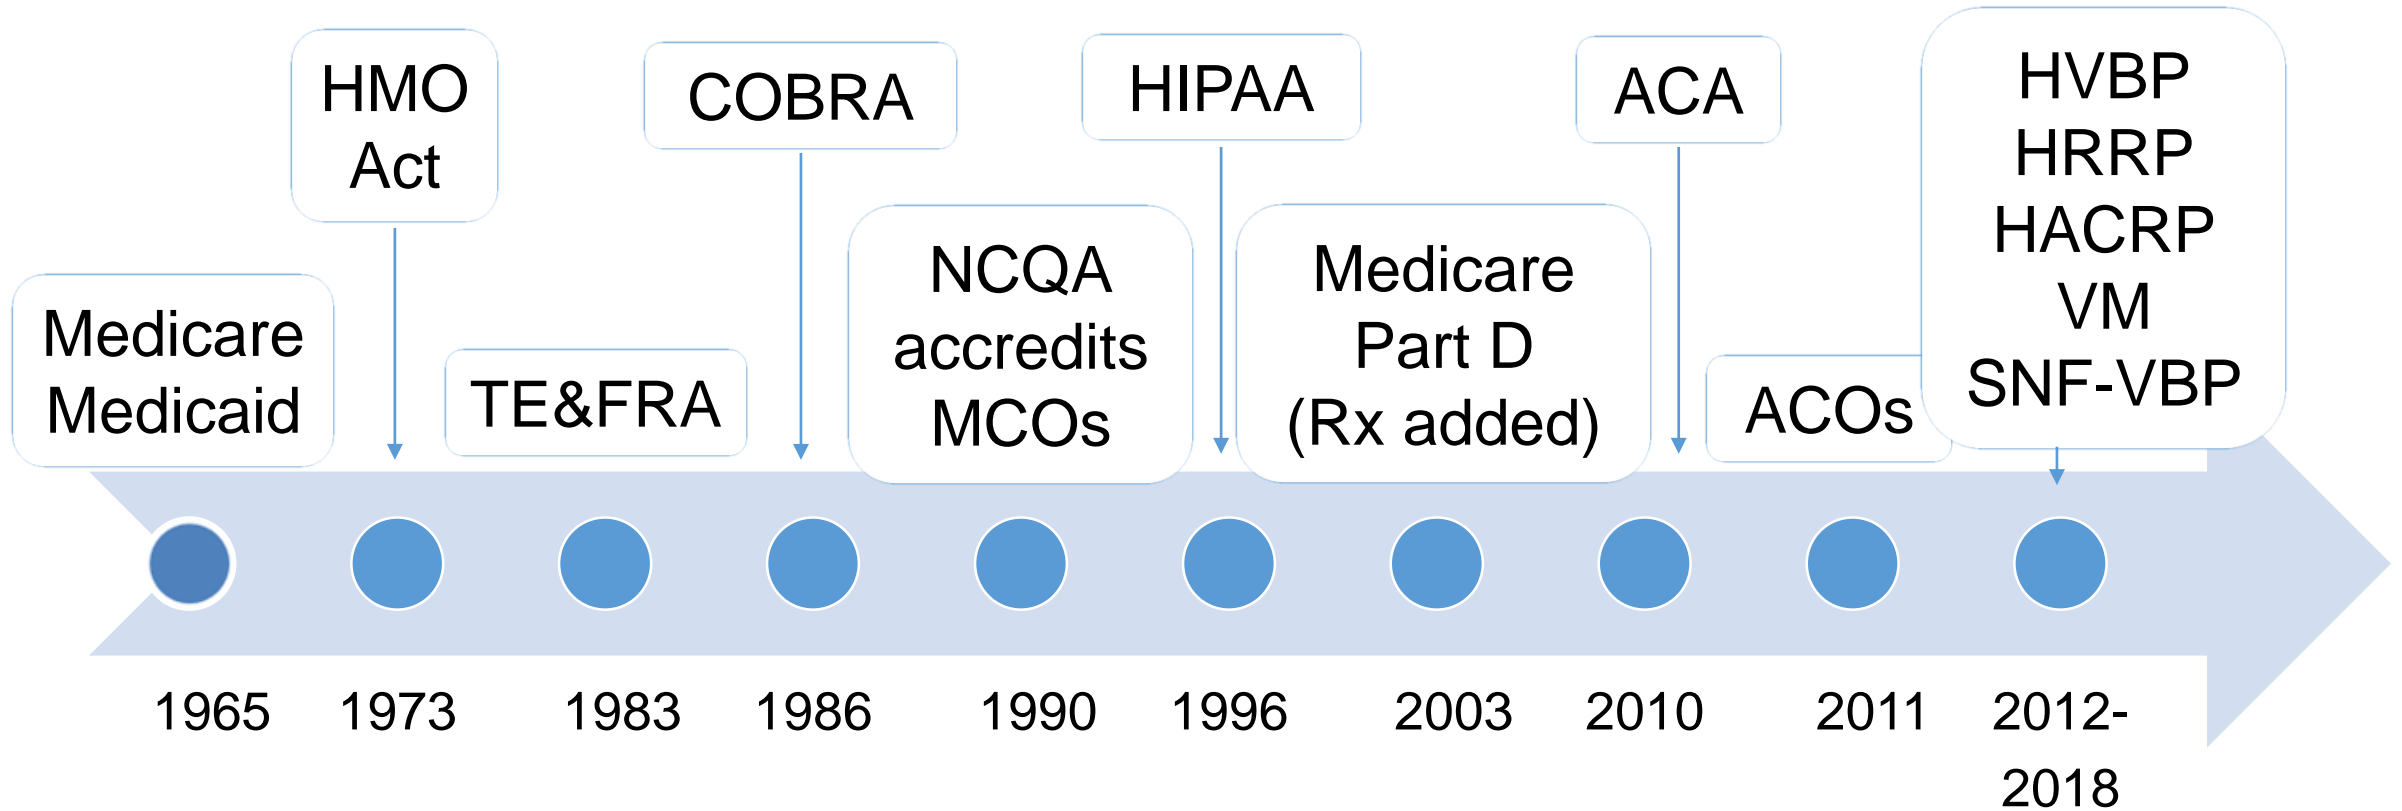 Medicare
Medicaid
HMO
Act
TE&FRA
COBRA
NCQA
accredits
MCOs
HIPAA
Medicare
Part D
(Rx added)
ACA
ACOs
HVBP
HRRP
HACRP
VM
SNF-VBP
1965
1973
1983
1986
1990
1996
2003
2010
2011
2012-
2018